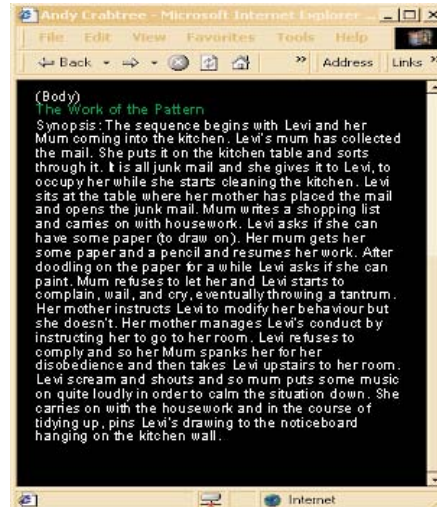 Andy Crabtree - Microsoft Internet Explorer ...
File Edit View Favorites Tools Help
Back » Address Links »
(Body)
The Work of the Pattern
Synopsis: The sequence begins with Levi and her
Mum coming into the kitchen. Levi's mum has collected
the mail. She puts it on the kitchen table and sorts
through it. It is all junk mail and she gives it to Levi, to
occupy her while she starts cleaning the kitchen. Levi
sits at the table where her mother has placed the mail
and opens the junk mail. Mum writes a shopping list
and carries on with housework. Levi asks if she can
have some paper (to draw on). Her mum gets her
some paper and a pencil and resumes her work. After
doodling on the paper for a while Levi asks if she can
paint. Mum refuses to let her and Levi starts to
complain, wail, and cry, eventually throwing a tantrum.
Her mother instructs Levi to modify her behaviour but
she doesn't. Her mother manages Levi's conduct by
instructing her to go to her room. Levi refuses to
comply and so her Mum spanks her for her
disobedience and then takes Levi upstairs to her room.
Levi scream and shouts and so mum puts some music
on quite loudly in order to calm the situation down. She
carries on with the housework and in the course of
tidying up, pins Levi's drawing to the noticeboard
hanging on the kitchen wall.
Internet